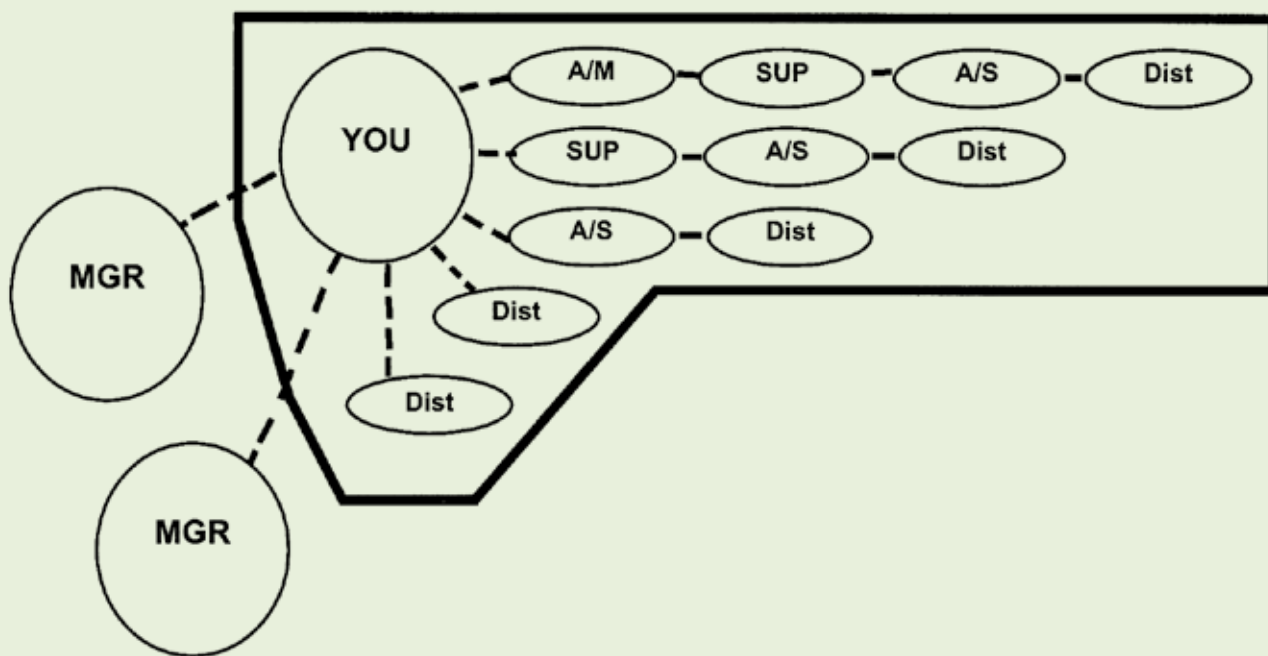 YOU
A/M SUP A/S Dist
SUP A/S Dist
A/S Dist
Dist
Dist
MGR
MGR